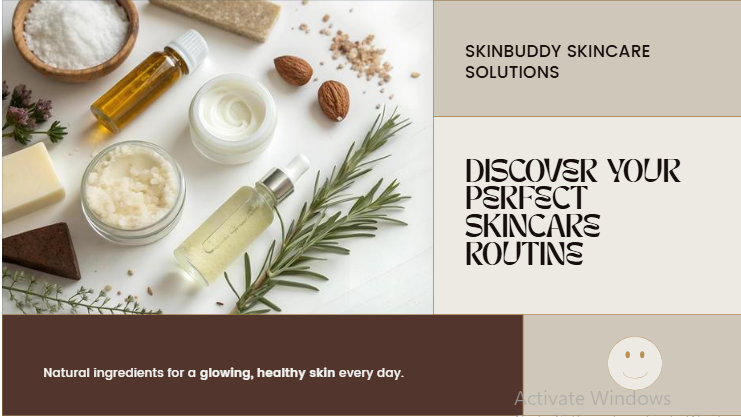 SKINBUDDY SKINCARE
SOLUTIONS
DISCOVER YOUR
PERFECT
SKINCARE
ROUTINE
Natural ingredients for a glowing, healthy skin every day.
Activate Windows